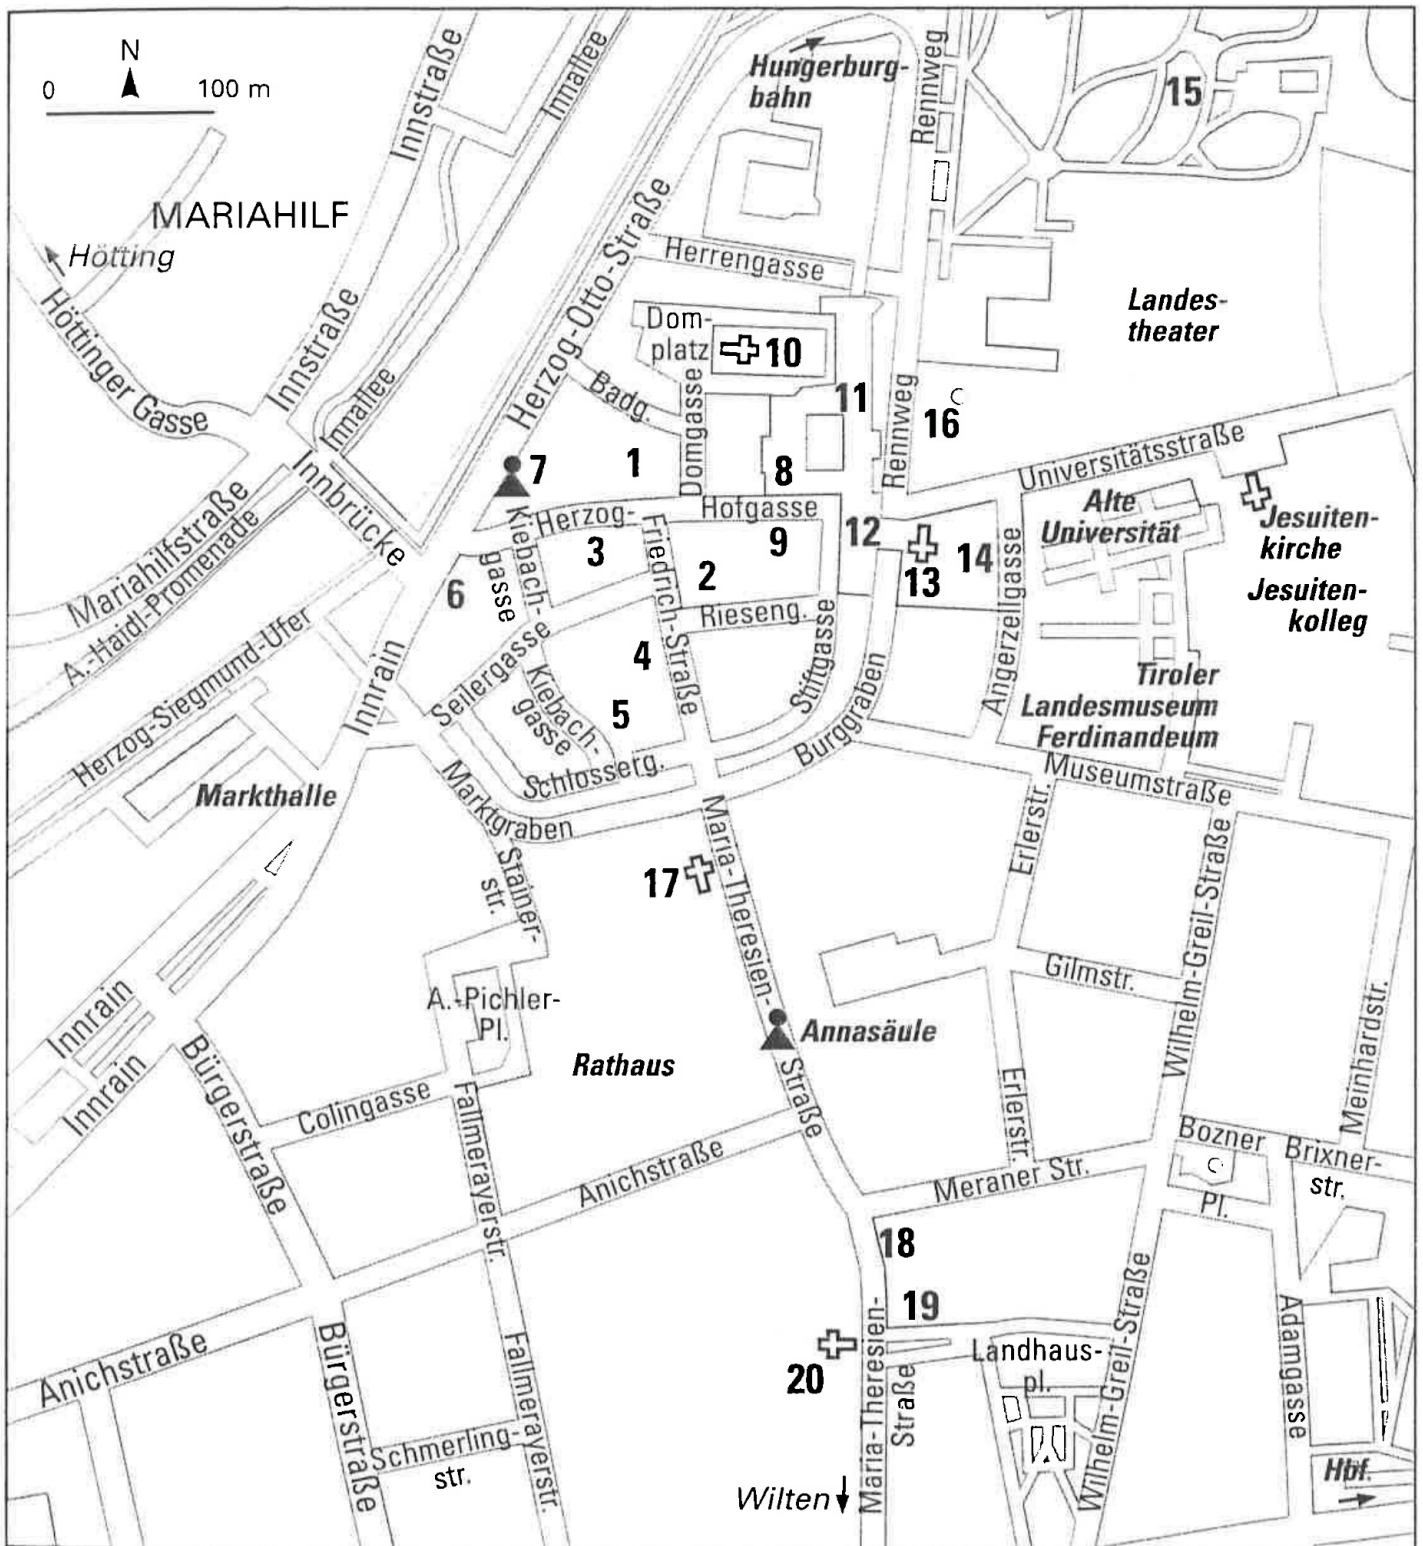 N
0 100 m
MARIAHILF
Hötting
Höttinger Gasse
Innstraße
Innallee
Innstraße
Innallee
Herzog-Otto-Straße
Hungerburg-
bahn
Rennweg
15
Herrengasse
Dom-
platz
10
Landes-
theater
Badg.
Domgasse
11
Rennweg
16
Universitätsstraße
7
1
8
Innbrücke
Mariahilfstraße
A.-Haidl-Promenade
Herzog-Siegmund-Ufer
Herzog-
Friedrich-Straße
Hofgasse
Kiebach-
gasse
3
9
2
12
13
14
Angerzellgasse
Alte
Universität
Jesuiten-
kirche
Jesuiten-
kolleg
6
Rieseng.
Stiftgasse
Burggraben
Innrain
Seilergasse
Kiebach-
gasse
4
5
Schlosserg.
Marktgraben
Markthalle
Tiroler
Landesmuseum
Ferdinandeum
Museumstraße
Erlerstr.
Stainer-
str.
17
Maria-Theresien-
Straße
Wilhelm-Greil-Straße
Gilmstr.
Meinhardstr.
Innrain
Innrain
A.-Pichler-
Pl.
Annasäule
Rathaus
Bürgerstraße
Colingasse
Fallmerayerstr.
Anichstraße
Erlerstr.
Meraner Str.
Bozner
Pl.
Brixner-
str.
18
19
20
Maria-Theresien-
Straße
Landhaus-
pl.
Wilhelm-Greil-Straße
Adamgasse
Anichstraße
Bürgerstraße
Fallmerayerstr.
Schmerling-
str.
Wilten
Hbf.